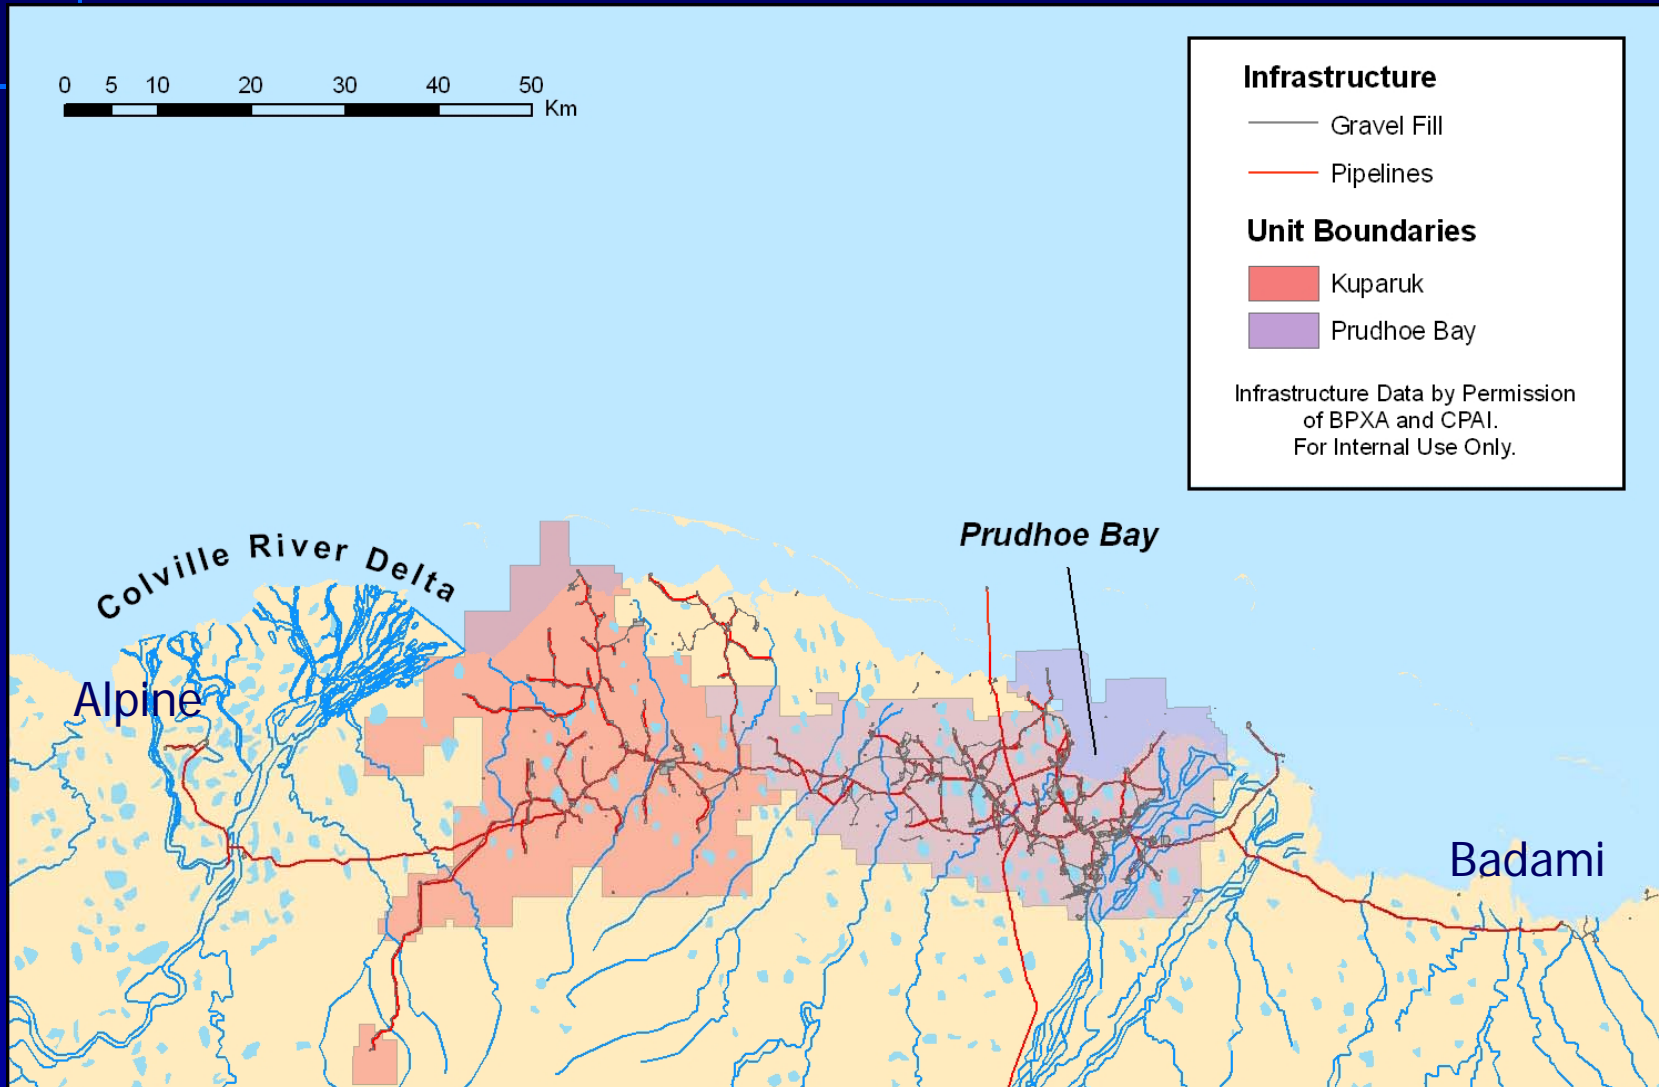 0 5 10 20 30 40 50
Km
Infrastructure
Gravel Fill
Pipelines
Unit Boundaries
Kuparuk
Prudhoe Bay
Infrastructure Data by Permission
of BPXA and CPAI.
For Internal Use Only.
Colville River Delta
Prudhoe Bay
Alpine
Badami